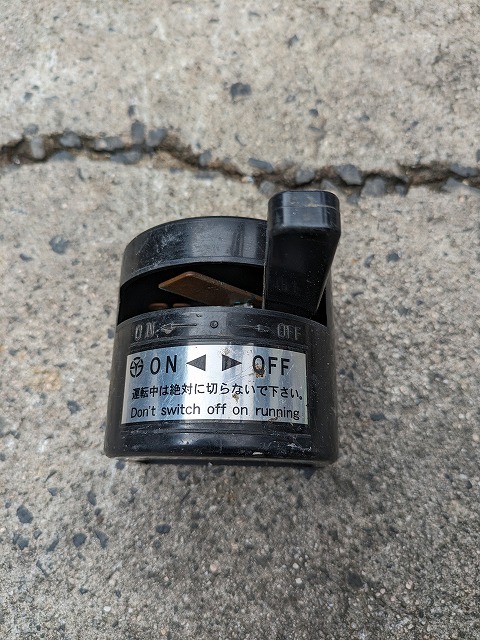 ON ← OFF
ON ◀ ▶ OFF
運転中は絶対に切らないで下さい。
Don't switch off on running